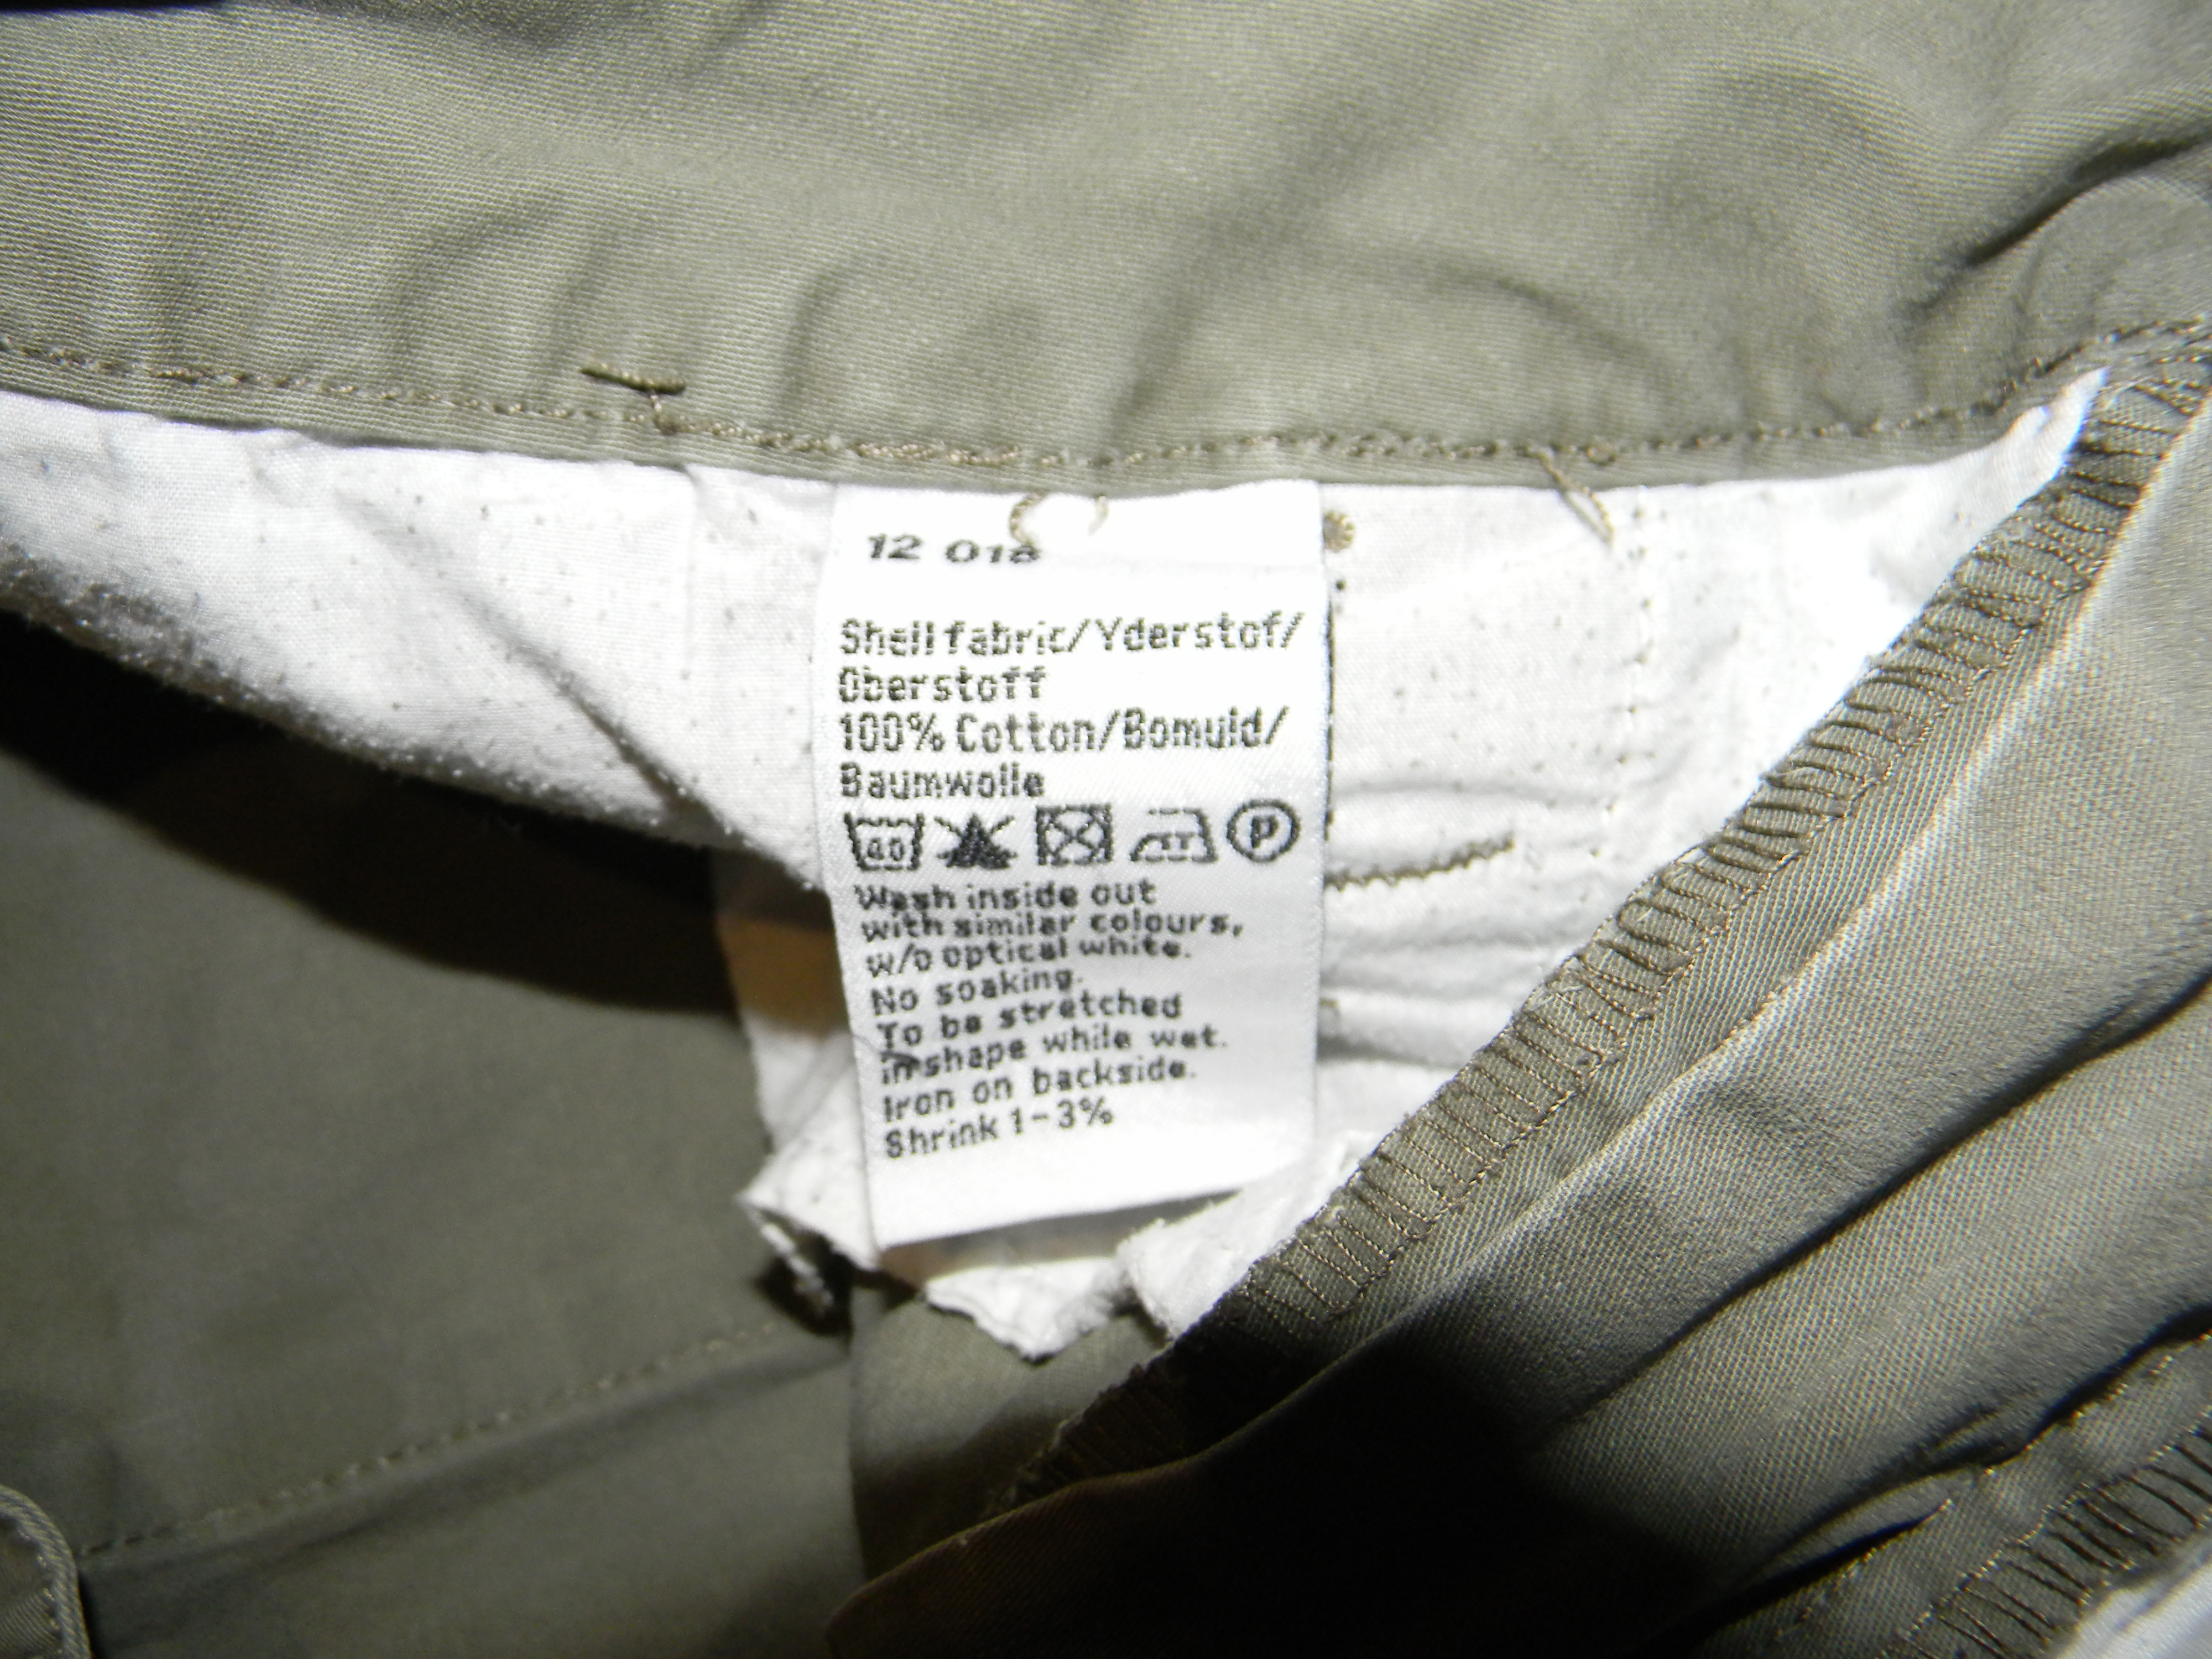 12 018
Shell fabric/Yderstof/
Oberstoff
100% Cotton/Bomuld/
Baumwolle
40 P
Wash inside out
with similar colours,
w/o optical white.
No soaking.
To be stretched
in shape while wet.
Iron on backside.
Shrink 1-3%